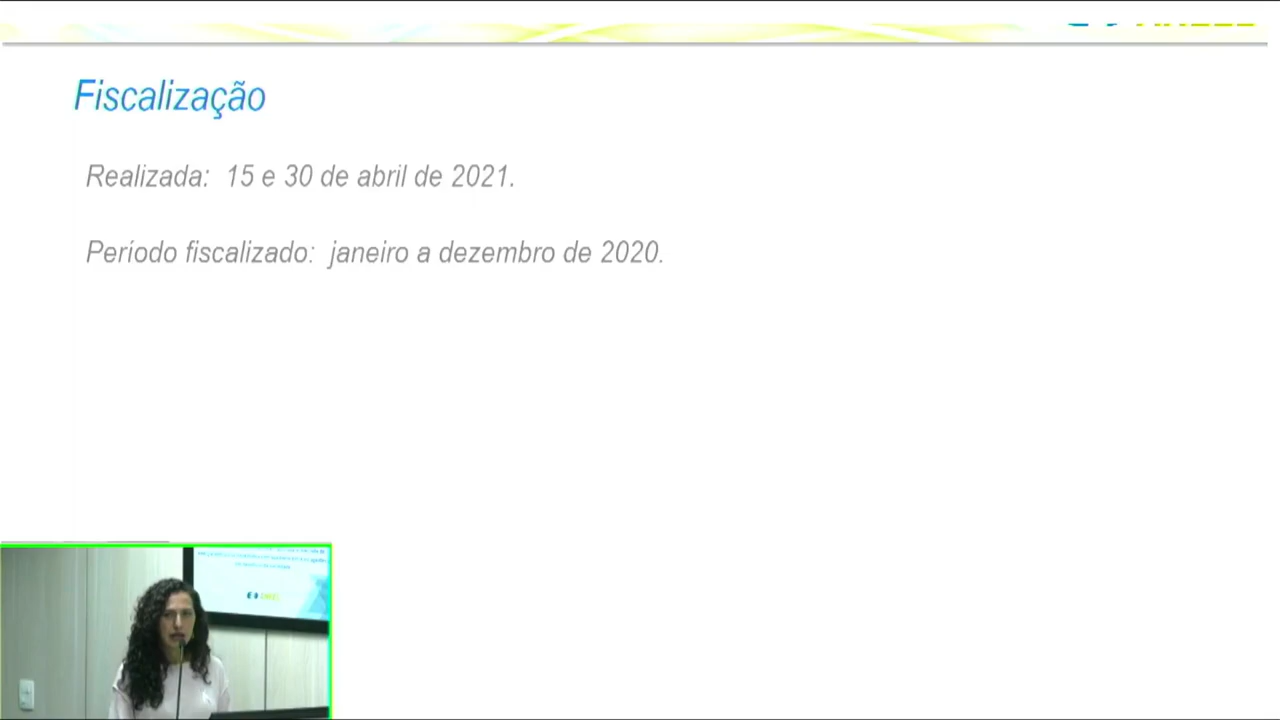 Fiscalização
Realizada: 15 e 30 de abril de 2021.
Período fiscalizado: janeiro a dezembro de 2020.